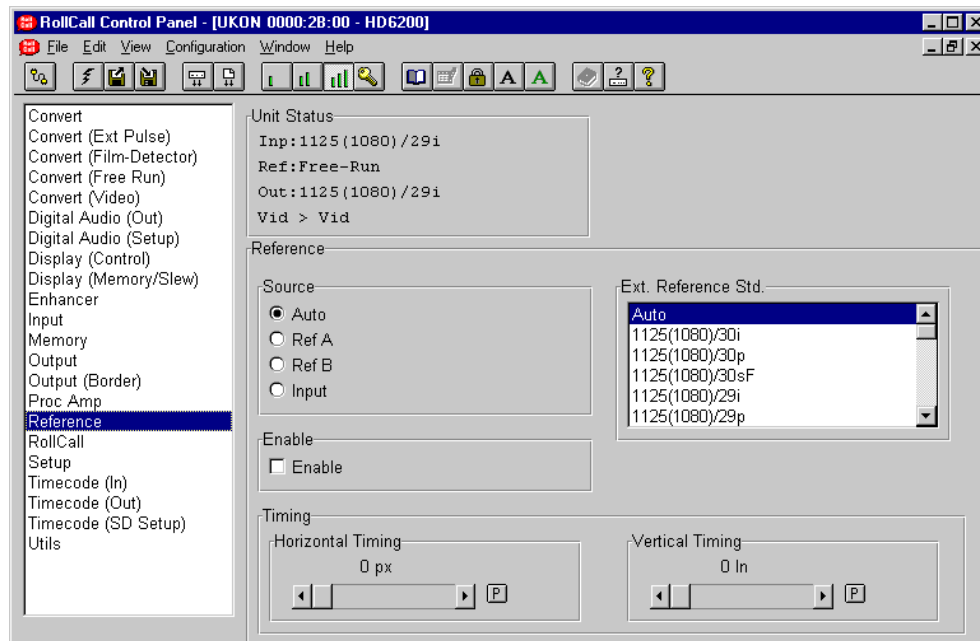 RollCall Control Panel - [UKON 0000:2B:00 - HD6200]
File Edit View Configuration Window Help
A A ? ?
Convert
Convert (Ext Pulse)
Convert (Film-Detector)
Convert (Free Run)
Convert (Video)
Digital Audio (Out)
Digital Audio (Setup)
Display (Control)
Display (Memory/Slew)
Enhancer
Input
Memory
Output
Output (Border)
Proc Amp
Reference
RollCall
Setup
Timecode (In)
Timecode (Out)
Timecode (SD Setup)
Utils
Unit Status
Inp:1125(1080)/29i
Ref:Free-Run
Out:1125(1080)/29i
Vid > Vid
Reference
Source
Auto
Ref A
Ref B
Input
Ext. Reference Std.
Auto
1125(1080)/30i
1125(1080)/30p
1125(1080)/30sF
1125(1080)/29i
1125(1080)/29p
Enable
Enable
Timing
Horizontal Timing
0 px
P
Vertical Timing
0 ln
P